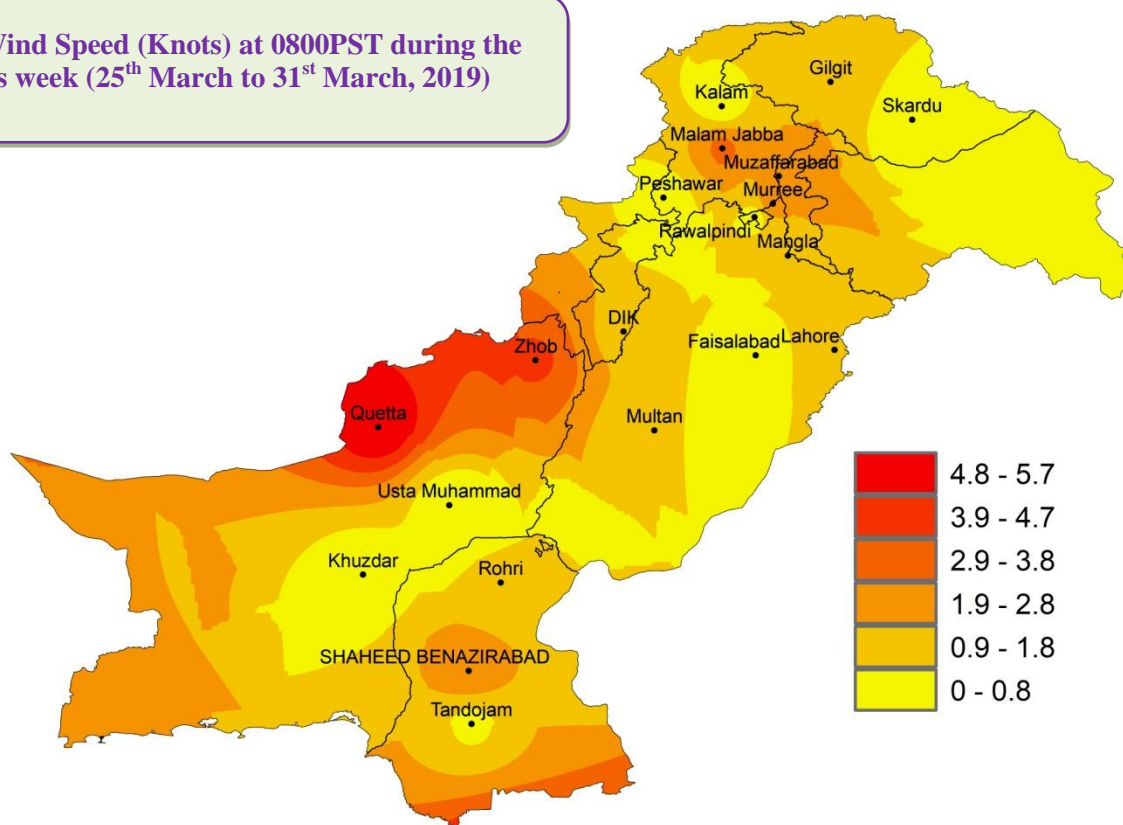 Wind Speed (Knots) at 0800PST during the
s week (25th March to 31st March, 2019)
Gilgit
Kalam
Skardu
Malam Jabba
Muzaffarabad
Peshawar
Murree
Rawalpindi
Mangla
DIK
Zhob
Faisalabad
Lahore
Quetta
Multan
Usta Muhammad
Khuzdar
Rohri
SHAHEED BENAZIRABAD
Tandojam
4.8 - 5.7
3.9 - 4.7
2.9 - 3.8
1.9 - 2.8
0.9 - 1.8
0 - 0.8